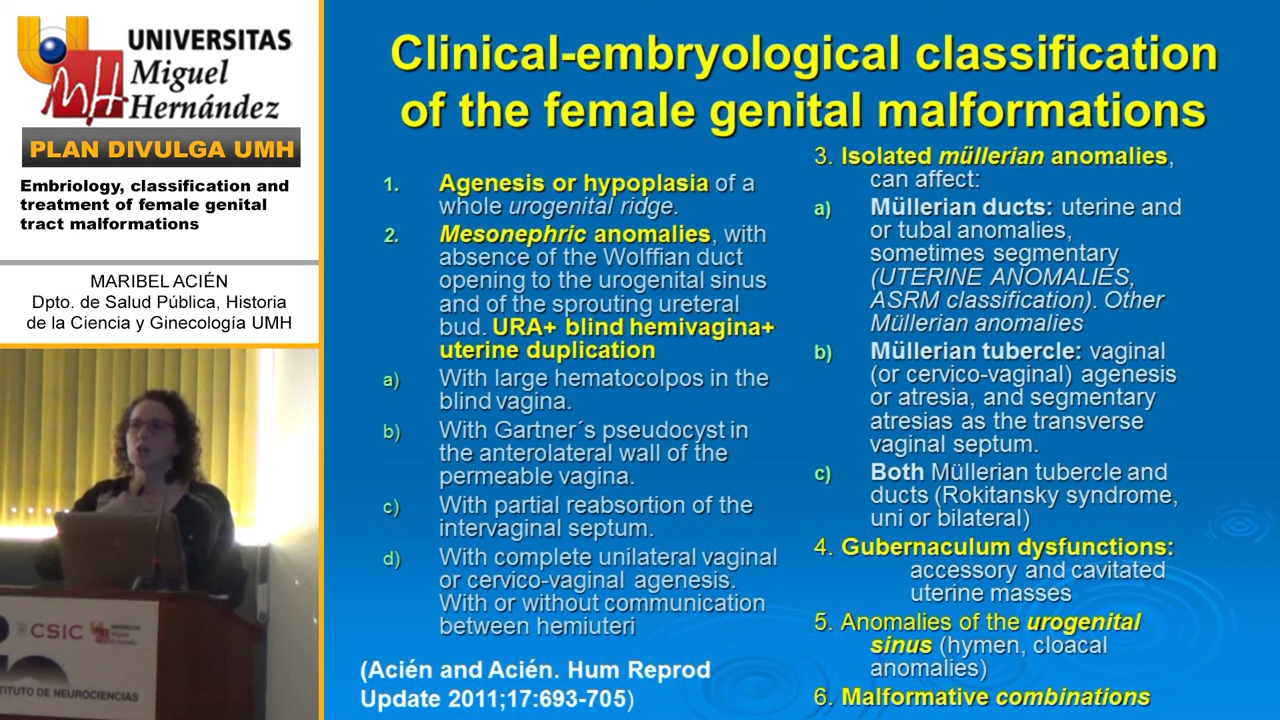 UNIVERSITAS
Miguel
Hernández
PLAN DIVULGA UMH
Embriology, classification and
treatment of female genital
tract malformations
MARIBEL ACIÉN
Dpto. de Salud Pública, Historia
de la Ciencia y Ginecología UMH
CSIC
UNIVERSITAS
Miguel
Hernández
INSTITUTO DE NEUROCIENCIAS
Clinical-embryological classification
of the female genital malformations
1. Agenesis or hypoplasia of a
whole urogenital ridge.
2. Mesonephric anomalies, with
absence of the Wolffian duct
opening to the urogenital sinus
and of the sprouting ureteral
bud. URA+ blind hemivagina+
uterine duplication
a) With large hematocolpos in the
blind vagina.
b) With Gartner´s pseudocyst in
the anterolateral wall of the
permeable vagina.
c) With partial reabsortion of the
intervaginal septum.
d) With complete unilateral vaginal
or cervico-vaginal agenesis.
With or without communication
between hemiuteri
(Acién and Acién. Hum Reprod
Update 2011;17:693-705)
3. Isolated müllerian anomalies,
can affect:
a) Müllerian ducts: uterine and
or tubal anomalies,
sometimes segmentary
(UTERINE ANOMALIES,
ASRM classification). Other
Müllerian anomalies
b) Müllerian tubercle: vaginal
(or cervico-vaginal) agenesis
or atresia, and segmentary
atresias as the transverse
vaginal septum.
c) Both Müllerian tubercle and
ducts (Rokitansky syndrome,
uni or bilateral)
4. Gubernaculum dysfunctions:
accessory and cavitated
uterine masses
5. Anomalies of the urogenital
sinus (hymen, cloacal
anomalies)
6. Malformative combinations